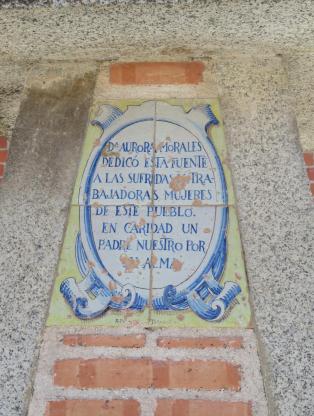 Dª AURORA MORALES
DEDICÓ ESTA FUENTE
A LAS SUFRIDAS TRA-
BAJADORAS MUJERES
DE ESTE PUEBLO.
EN CARIDAD UN
PADRE NUESTRO POR
ALMA